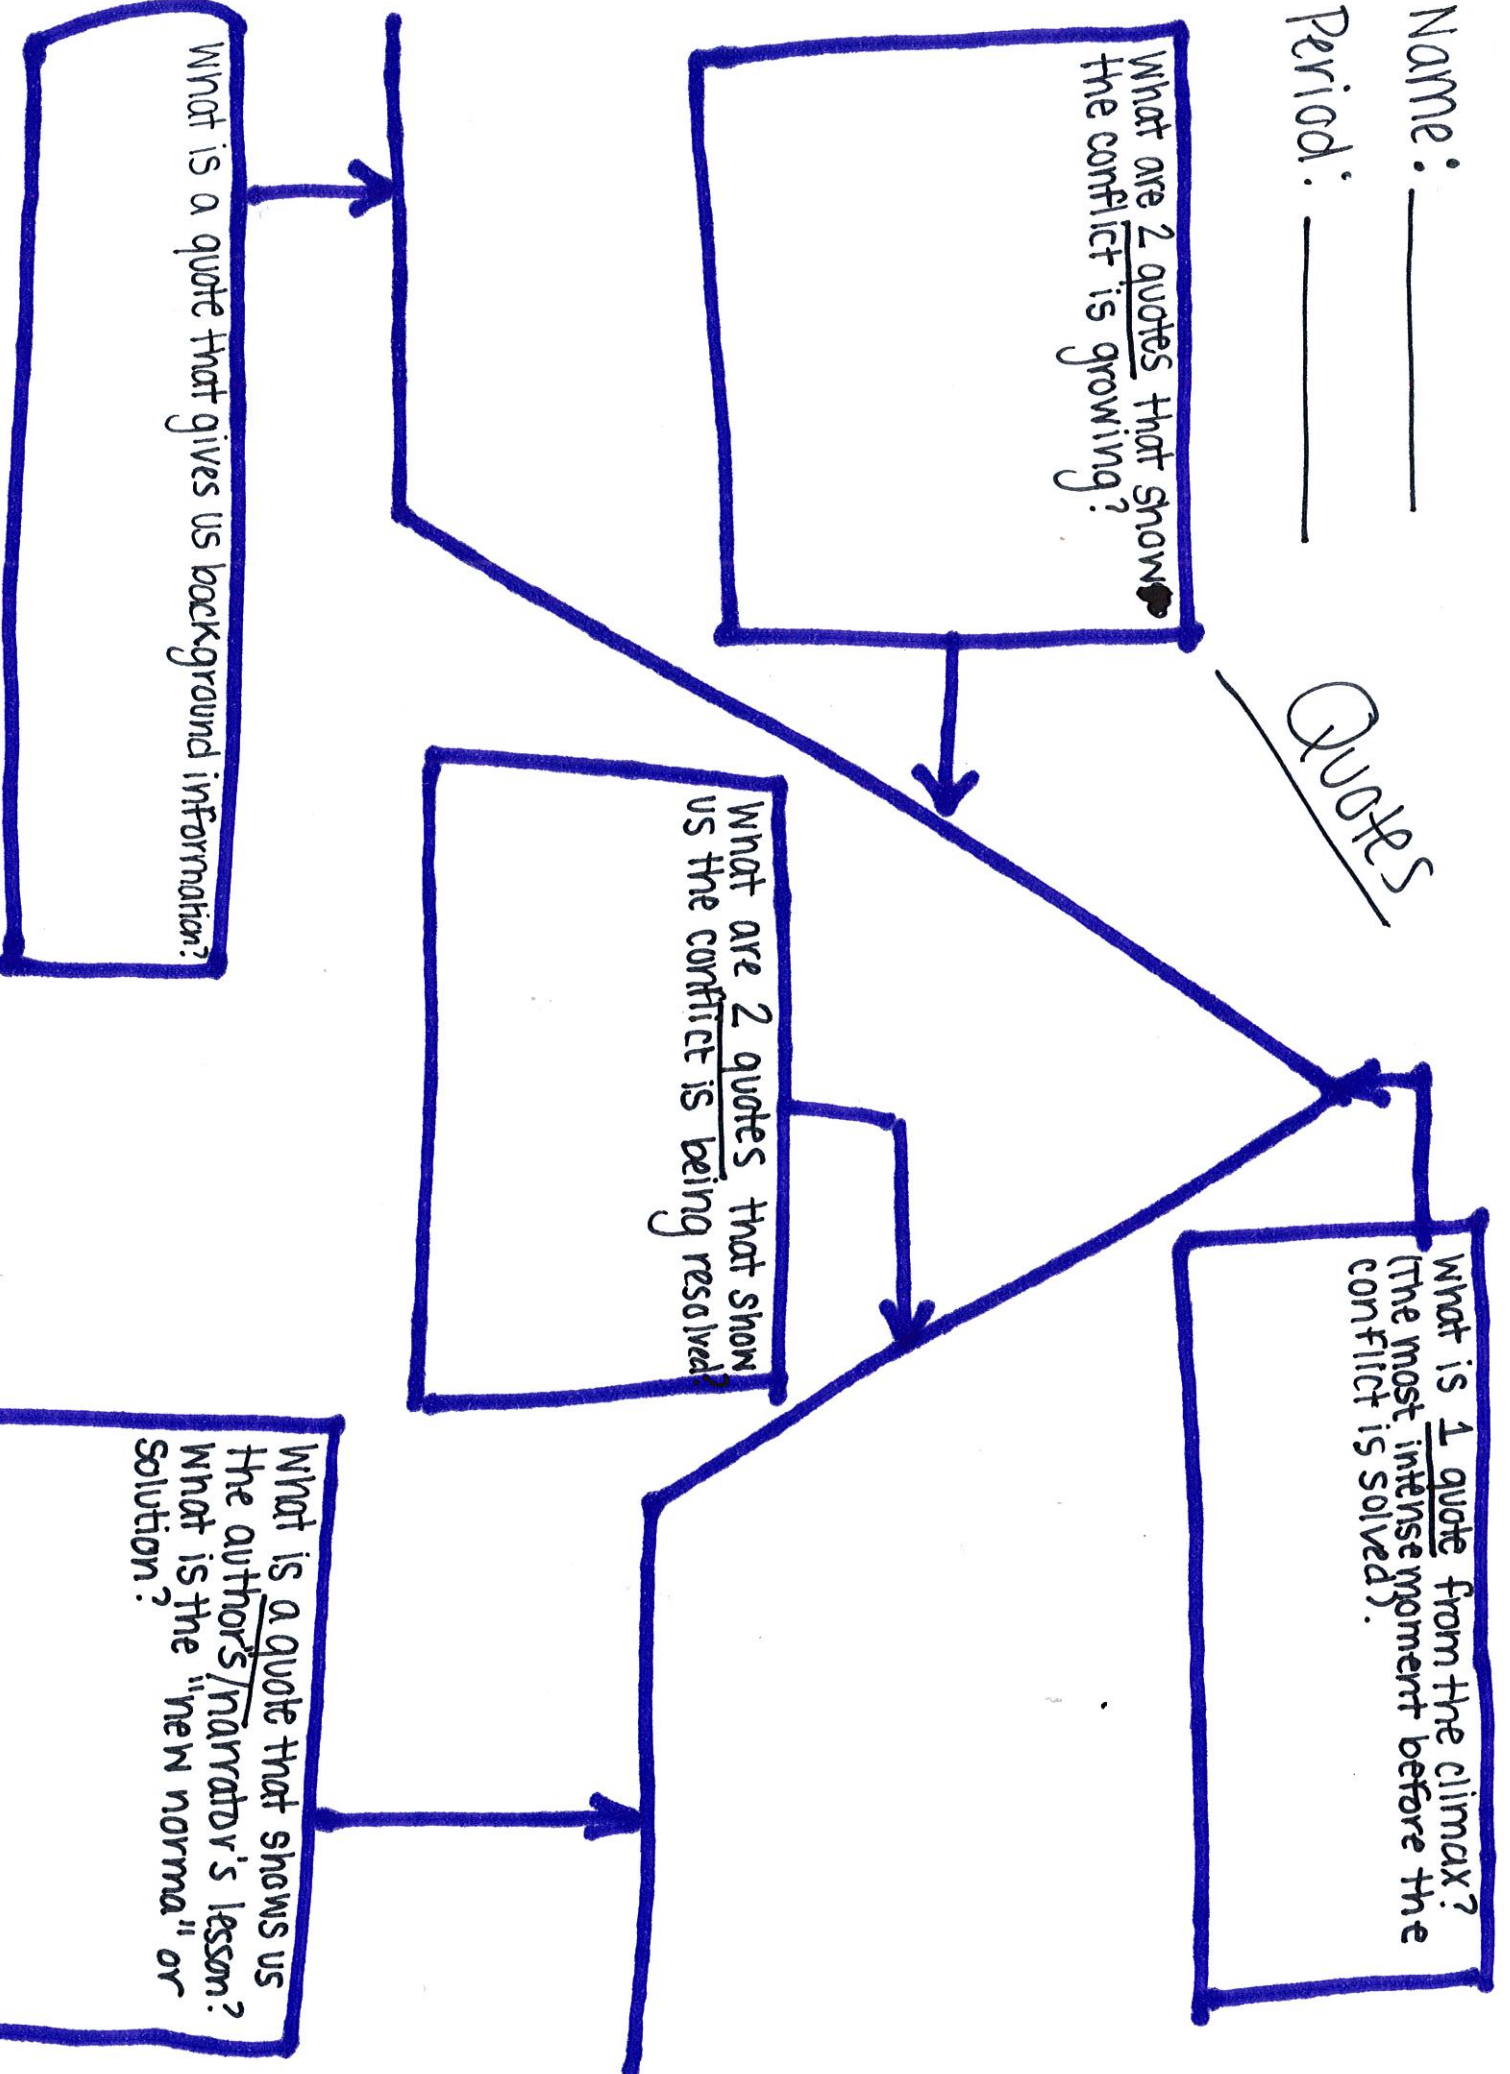 Name:
Period:
Quotes
What are 2 quotes that show
the conflict is growing?
What is 1 quote from the climax?
(The most intense moment before the
conflict is solved).
What are 2 quotes that show
us the conflict is being resolved?
What is a quote that gives us background information?
What is a quote that shows us
the author's/narrator's lesson?
What is the "new norma" or
solution?